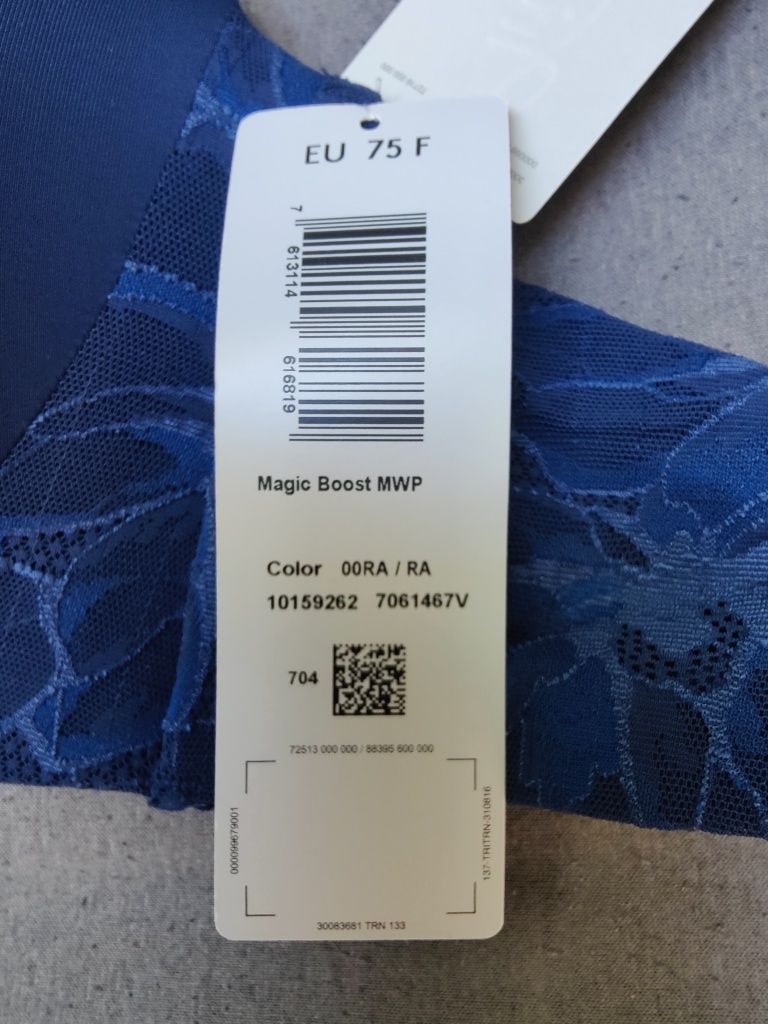 EU 75 F
7 613114 616819
Magic Boost MWP
Color 00RA / RA
10159262 7061467V
704
72513 000 000 / 88395 600 000
000099679001
137-TRITRN-310816
30083681 TRN 133